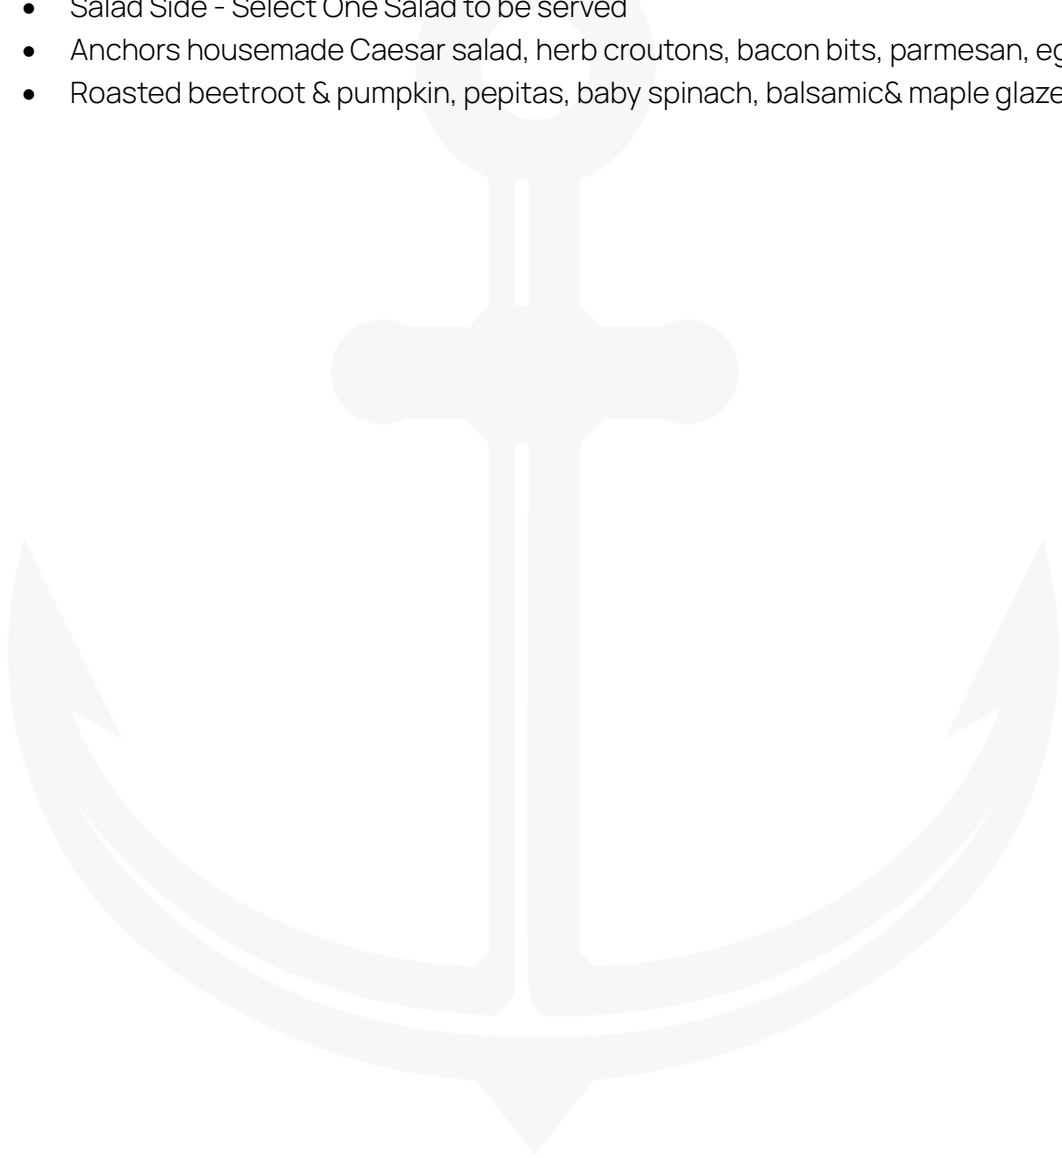 Salad Side - Select One Salad to be served
Anchors housemade Caesar salad, herb croutons, bacon bits, parmesan,
Roasted beetroot & pumpkin, pepitas, baby spinach, balsamic& maple glaze